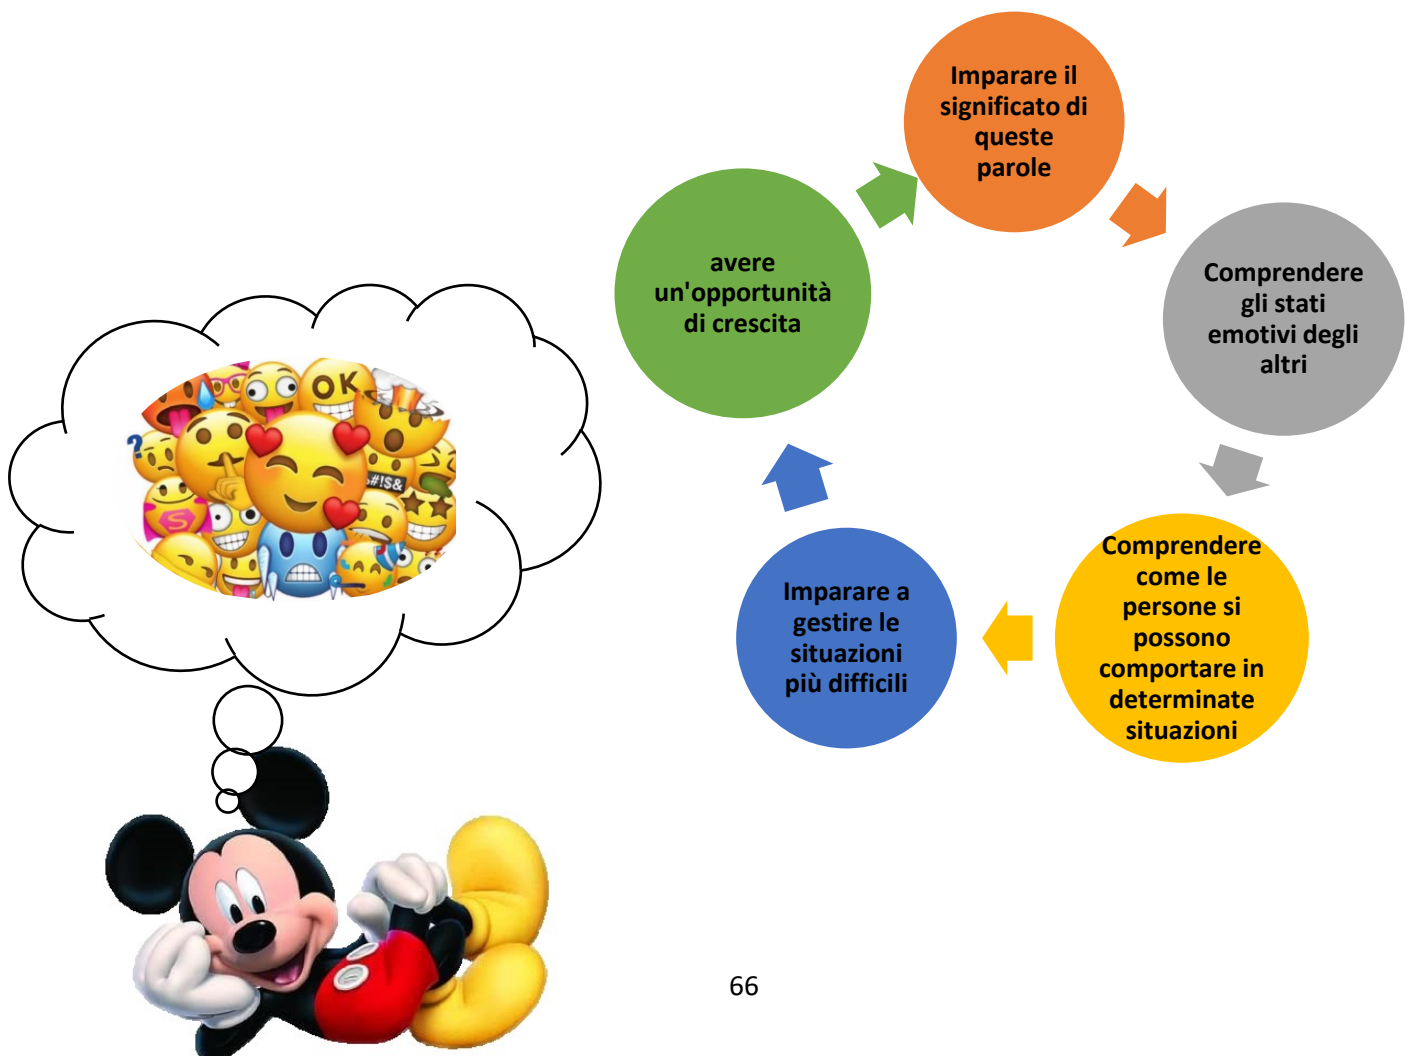 Imparare il
significato di
queste
parole
Comprendere
gli stati
emotivi degli
altri
Comprendere
come le
persone si
possono
comportare in
determinate
situazioni
Imparare a
gestire le
situazioni
più difficili
avere
un'opportunità
di crescita
OK
?
#!$&
S
66